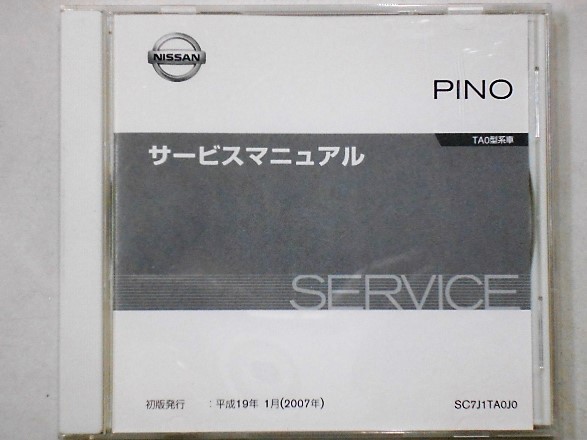 NISSAN
PINO
TA0型系車
サービスマニュアル
SERVICE
初版発行 : 平成19年 1月(2007年)
SC7J1TA0J0